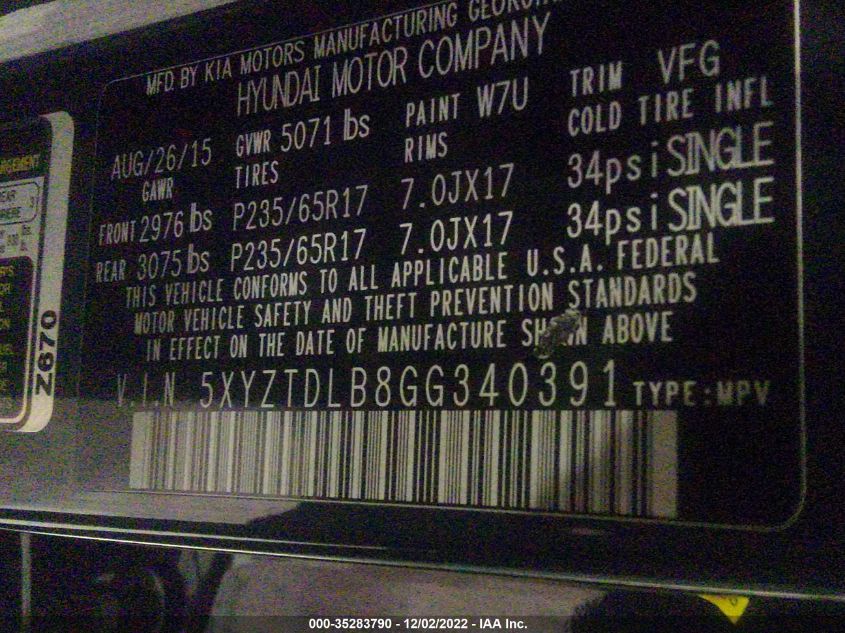 MFD. BY KIA MOTORS MANUFACTURING GEORGIA
HYUNDAI MOTOR COMPANY
AUG/26/15 GVWR 5071 lbs PAINT W7U TRIM VFG
GAWR TIRES RIMS COLD TIRE INFL
FRONT 2976 lbs P235/65R17 7.0JX17 34psi SINGLE
REAR 3075 lbs P235/65R17 7.0JX17 34psi SINGLE
THIS VEHICLE CONFORMS TO ALL APPLICABLE U.S.A. FEDERAL
MOTOR VEHICLE SAFETY AND THEFT PREVENTION STANDARDS
IN EFFECT ON THE DATE OF MANUFACTURE SHOWN ABOVE
V.I.N 5XYZTDLB8GG340391 TYPE:MPV
Z670
000-35283790 - 12/02/2022 - IAA Inc.